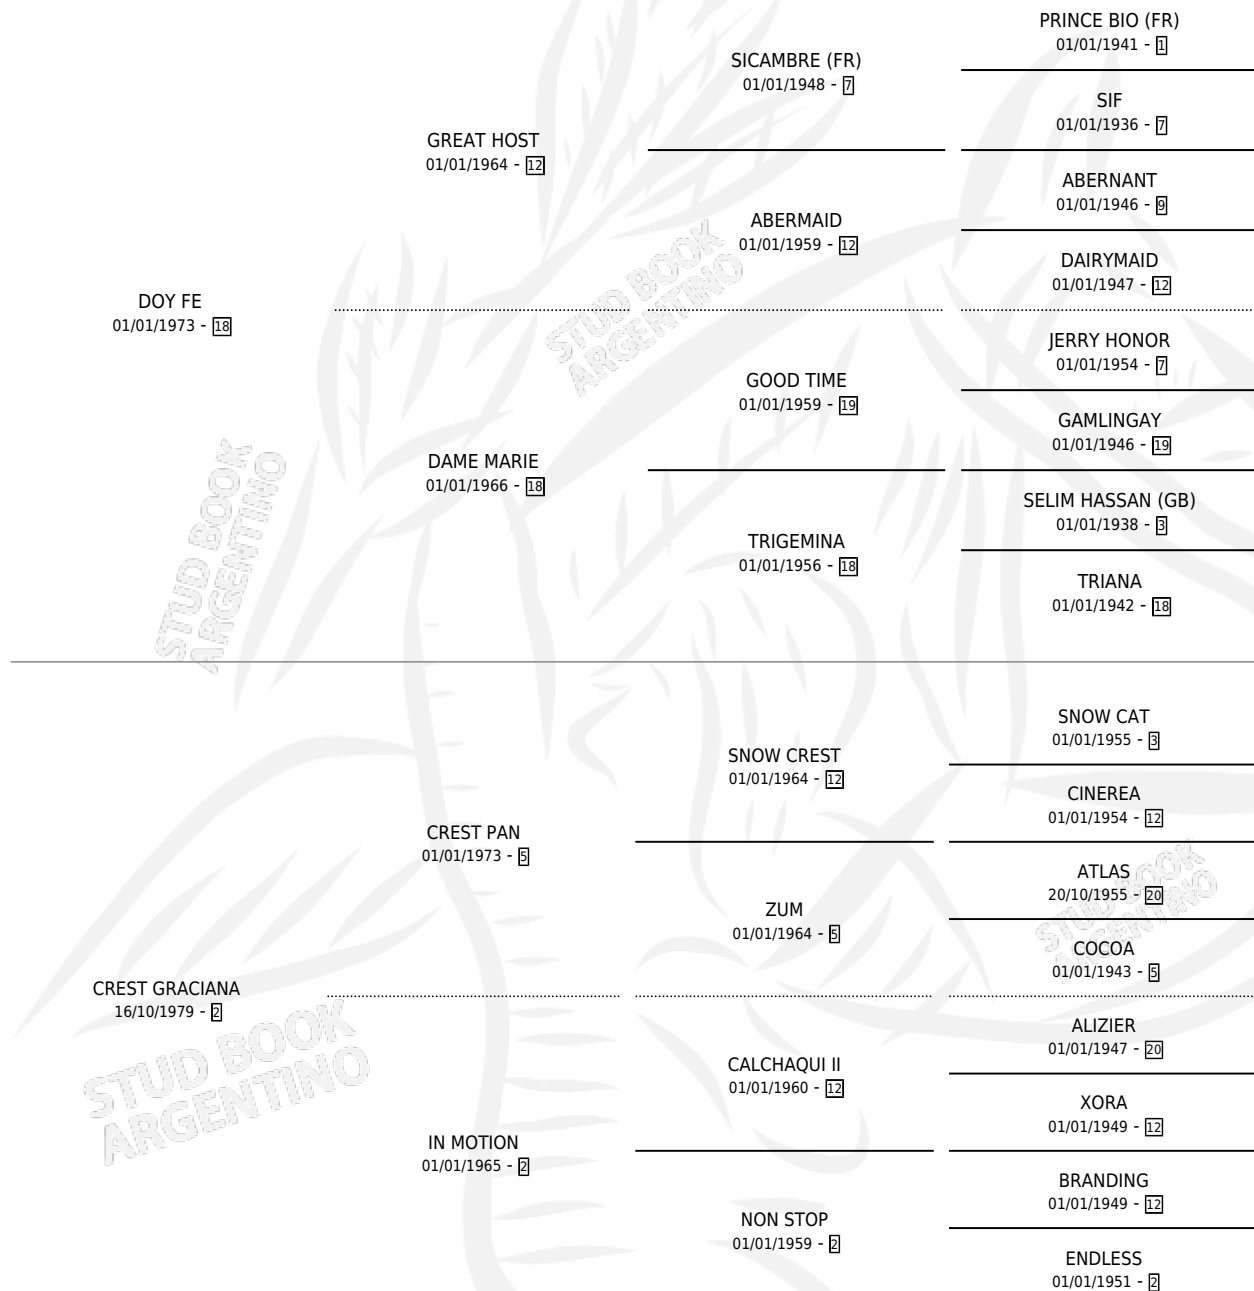 PRINCE BIO (FR)
01/01/1941 - 1
SICAMBRE (FR)
01/01/1948 - 7
SIF
01/01/1936 - 7
GREAT HOST
01/01/1964 - 12
ABERNANT
01/01/1946 - 9
ABERMAID
01/01/1959 - 12
DAIRYMAID
01/01/1947 - 12
DOY FE
01/01/1973 - 18
JERRY HONOR
01/01/1954 - 7
GOOD TIME
01/01/1959 - 19
GAMLINGAY
01/01/1946 - 19
DAME MARIE
01/01/1966 - 18
SELIM HASSAN (GB)
01/01/1938 - 3
TRIGEMINA
01/01/1956 - 18
TRIANA
01/01/1942 - 18
SNOW CAT
01/01/1955 - 3
SNOW CREST
01/01/1964 - 12
CINEREA
01/01/1954 - 12
CREST PAN
01/01/1973 - 5
ATLAS
20/10/1955 - 20
ZUM
01/01/1964 - 5
COCOA
01/01/1943 - 5
CREST GRACIANA
16/10/1979 - 2
ALIZIER
01/01/1947 - 20
CALCHAQUI II
01/01/1960 - 12
XORA
01/01/1949 - 12
IN MOTION
01/01/1965 - 2
BRANDING
01/01/1949 - 12
NON STOP
01/01/1959 - 2
ENDLESS
01/01/1951 - 2
STUD BOOK
ARGENTINO
STUD BOOK
ARGENTINO
STUD BOOK
ARGENTINO
STUD BOOK
ARGENTINO